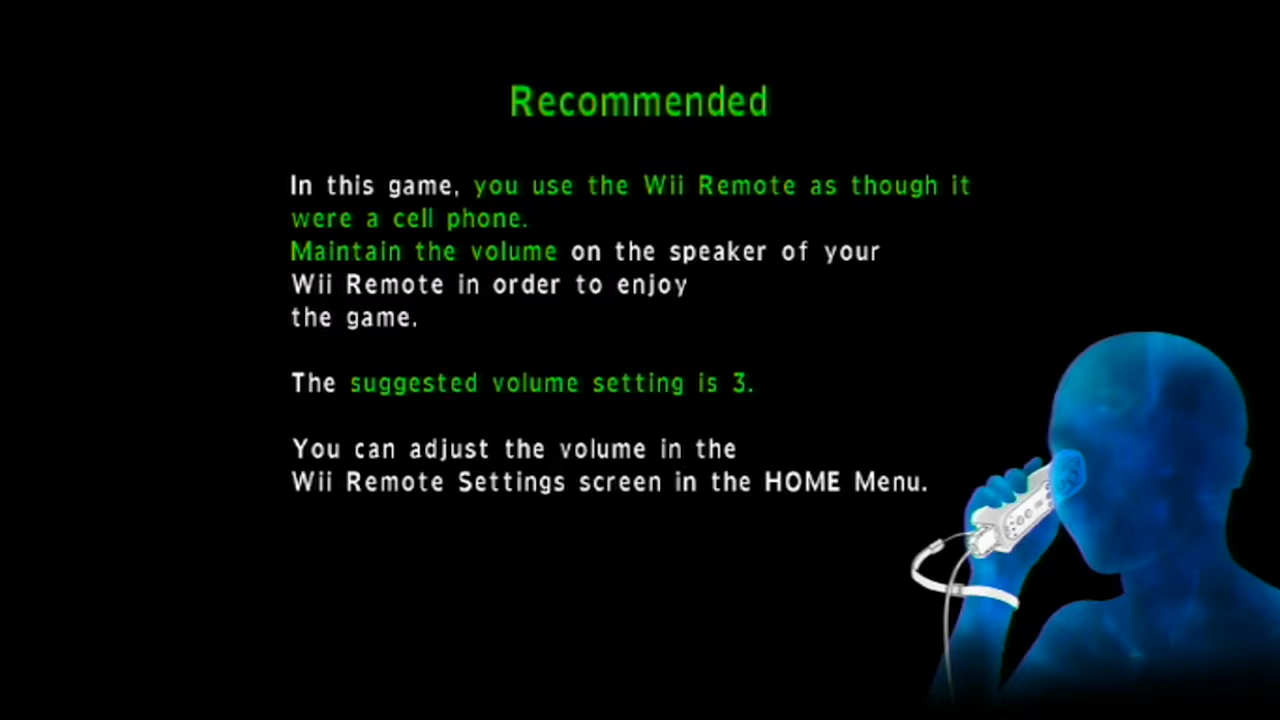 Recommended
In this game, you use the Wii Remote as though it
were a cell phone.
Maintain the volume on the speaker of your
Wii Remote in order to enjoy
the game.
The suggested volume setting is 3.
You can adjust the volume in the
Wii Remote Settings screen in the HOME Menu.